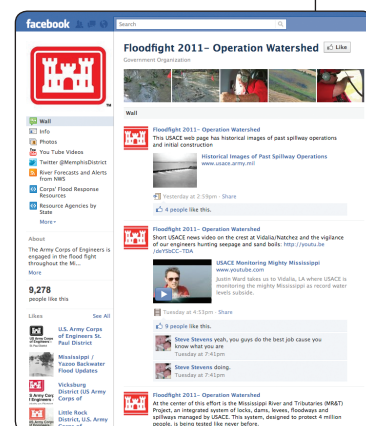 facebook
Search
Floodfight 2011– Operation Watershed
Like
Government Organization
TM
Wall
Info
Photos
You Tube Videos
Twitter @MemphisDistrict
River Forecasts and Alerts
from NWS
Corps' Flood Response
Resources
Resource Agencies by
State
More
About
The Army Corps of Engineers is
engaged in the flood fight
throughout the Mi...
More
9,278
people like this
Likes
See All
U.S. Army Corps
of Engineers St.
Paul District
Mississippi /
Yazoo Backwater
Flood Updates
Vicksburg
District (US Army
Corps of
Little Rock
District, U.S. Army
Wall
Floodfight 2011– Operation Watershed
This USACE web page has historical images of past spillway operations
and initial construction
Historical Images of Past Spillway Operations
www.usace.army.mil
Yesterday at 2:59pm · Share
4 people like this.
Floodfight 2011– Operation Watershed
Short USACE news video on the crest at Vidalia/Natchez and the vigilance
of our engineers hunting seepage and sand boils: http://youtu.be
USACE Monitoring Mighty Mississippi
www.youtube.com
Justin Ward takes us to Vidalia, LA where USACE is
monitoring the mighty Mississippi as record water
levels subside.
Tuesday at 4:53pm · Share
9 people like this.
Steve Stevens yeah, you guys do the best job cause you
know what you are
Tuesday at 7:41pm
Steve Stevens doing.
Tuesday at 7:41pm
Floodfight 2011– Operation Watershed
At the center of this effort is the Mississippi River and Tributaries (MR&T)
Project, an integrated system of locks, dams, levees, floodways and
spillways managed by USACE. This system, designed to protect 4 million
people, is being tested like never before.